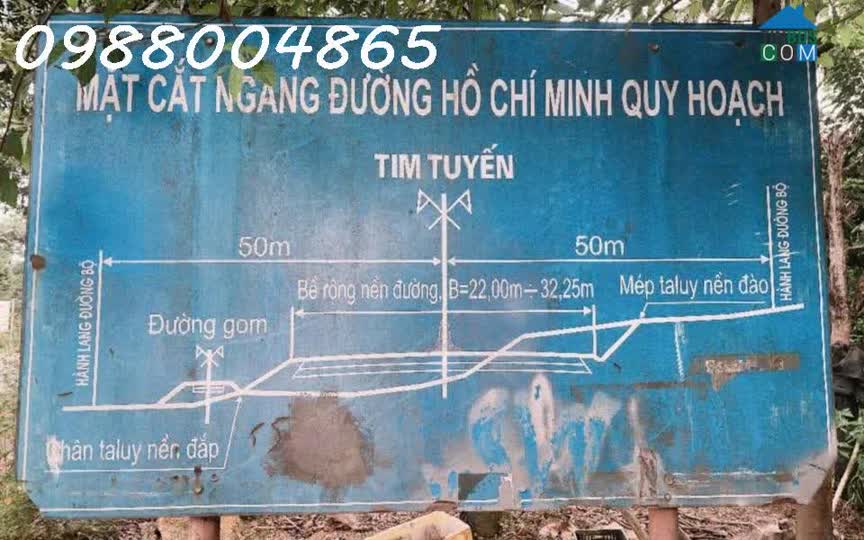 0988004865
COM
MẶT CẮT NGANG ĐƯỜNG HỒ CHÍ MINH QUY HOẠCH
TIM TUYẾN
50m
50m
HÀNH LANG ĐƯỜNG BỘ
HÀNH LANG ĐƯỜNG BỘ
Bề rộng nền đường, B=22,00m÷32,25m
Mép taluy nền đào
Đường gom
Chân taluy nền đắp